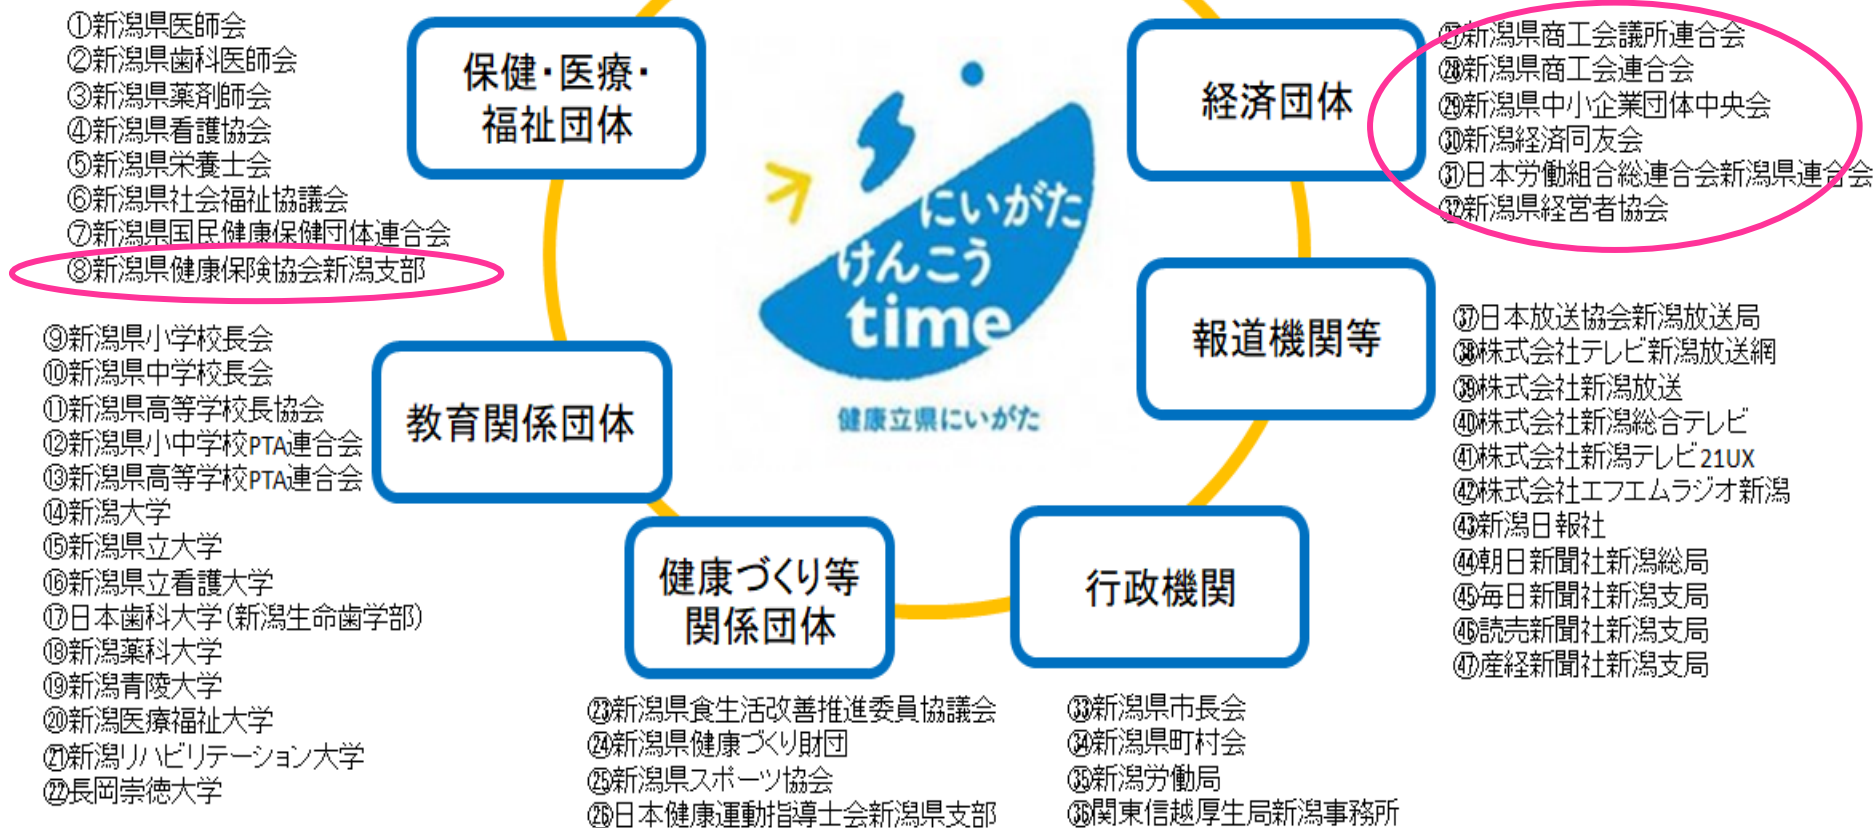 ①新潟県医師会
②新潟県歯科医師会
③新潟県薬剤師会
④新潟県看護協会
⑤新潟県栄養士会
⑥新潟県社会福祉協議会
⑦新潟県国民健康保健団体連合会
⑧新潟県健康保険協会新潟支部
保健・医療・
福祉団体
経済団体
㉗新潟県商工会議所連合会
㉘新潟県商工会連合会
㉙新潟県中小企業団体中央会
㉚新潟経済同友会
㉛日本労働組合総連合会新潟県連合会
㉜新潟県経営者協会
にいがた
けんこう
time
健康立県にいがた
⑨新潟県小学校長会
⑩新潟県中学校長会
⑪新潟県高等学校長協会
⑫新潟県小中学校PTA連合会
⑬新潟県高等学校PTA連合会
⑭新潟大学
⑮新潟県立大学
⑯新潟県立看護大学
⑰日本歯科大学(新潟生命歯学部)
⑱新潟薬科大学
⑲新潟青陵大学
⑳新潟医療福祉大学
㉑新潟リハビリテーション大学
㉒長岡崇徳大学
教育関係団体
報道機関等
㊲日本放送協会新潟放送局
㊳株式会社テレビ新潟放送網
㊴株式会社新潟放送
㊵株式会社新潟総合テレビ
㊶株式会社新潟テレビ21UX
㊷株式会社エフエムラジオ新潟
㊸新潟日報社
㊹朝日新聞社新潟総局
㊺毎日新聞社新潟支局
㊻読売新聞社新潟支局
㊼産経新聞社新潟支局
健康づくり等
関係団体
㉓新潟県食生活改善推進委員協議会
㉔新潟県健康づくり財団
㉕新潟県スポーツ協会
㉖日本健康運動指導士会新潟県支部
行政機関
㉝新潟県市長会
㉞新潟県町村会
㉟新潟労働局
㊱関東信越厚生局新潟事務所